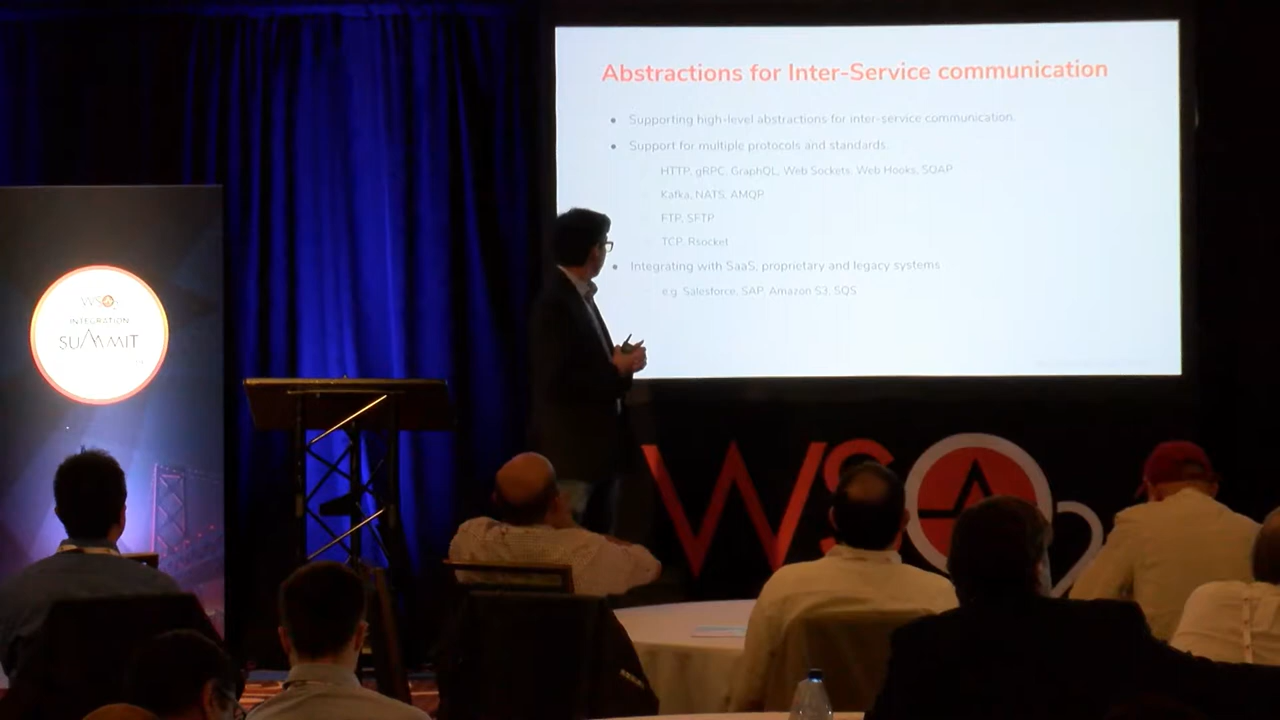 Abstractions for Inter-Service communication
Supporting high-level abstractions for inter-service communication.
Support for multiple protocols and standards.
HTTP, gRPC, GraphQL, Web Sockets, Web Hooks, SOAP
Kafka, NATS, AMQP
FTP, SFTP
TCP, Rsocket
Integrating with SaaS, proprietary and legacy systems
e.g. Salesforce, SAP, Amazon S3, SQS
WSO2
INTEGRATION
SUMMIT
WSO2